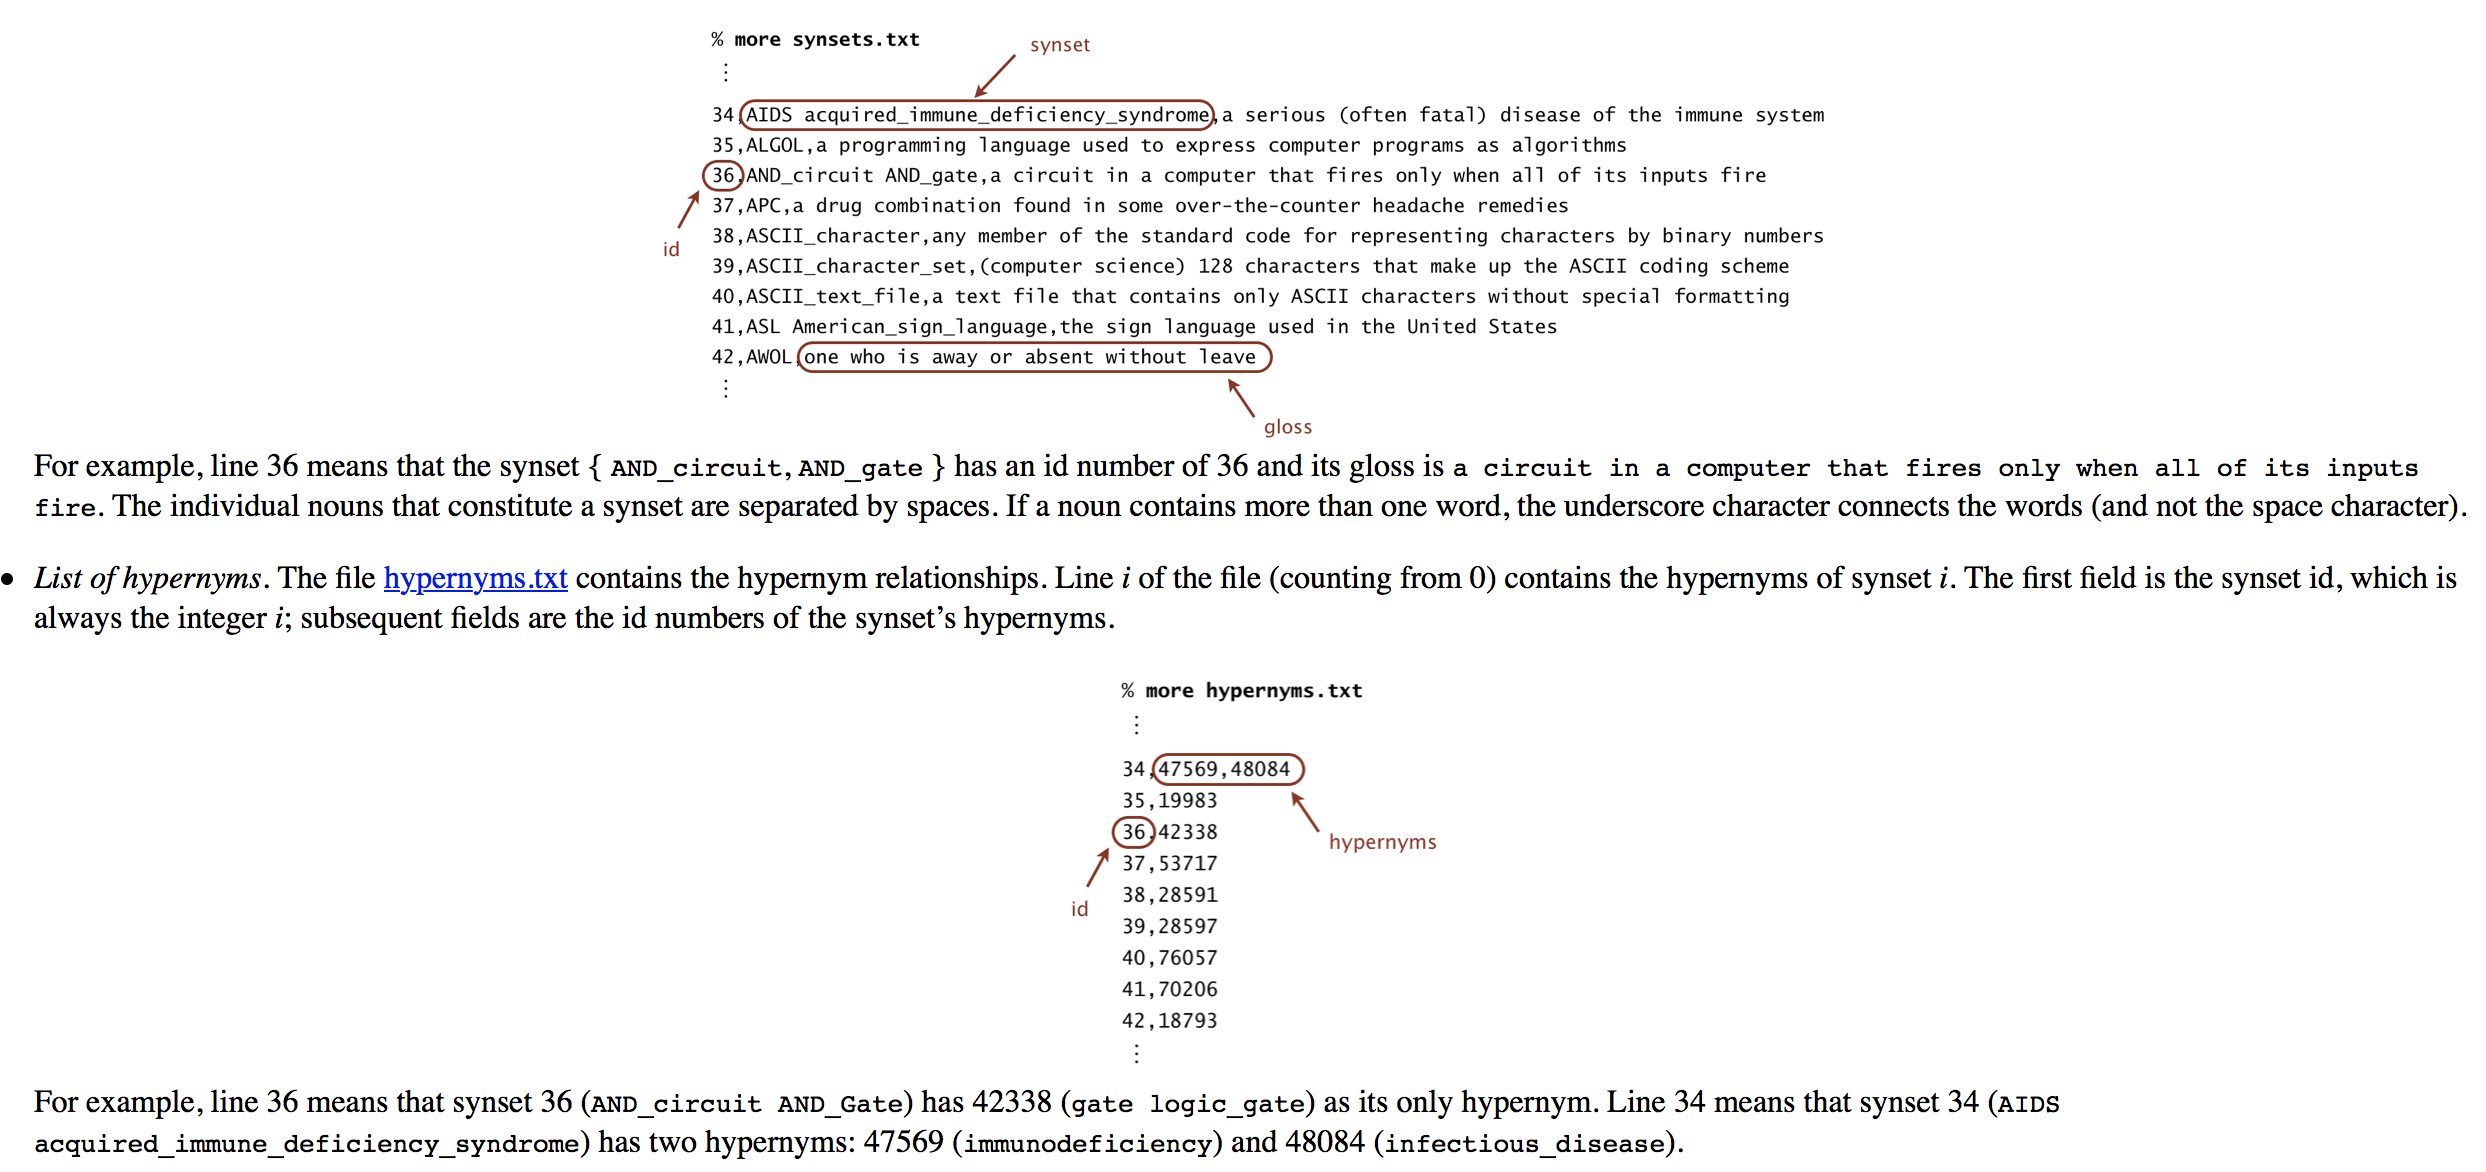 % more synsets.txt
synset
⋮
34,AIDS acquired_immune_deficiency_syndrome,a serious (often fatal) disease of the immune system
35,ALGOL,a programming language used to express computer programs as algorithms
36,AND_circuit AND_gate,a circuit in a computer that fires only when all of its inputs fire
37,APC,a drug combination found in some over-the-counter headache remedies
id
38,ASCII_character,any member of the standard code for representing characters by binary numbers
39,ASCII_character_set,(computer science) 128 characters that make up the ASCII coding scheme
40,ASCII_text_file,a text file that contains only ASCII characters without special formatting
41,ASL American_sign_language,the sign language used in the United States
42,AWOL,one who is away or absent without leave
⋮
gloss
For example, line 36 means that the synset { AND_circuit, AND_gate } has an id number of 36 and its gloss is a circuit in a computer that fires only when all of its inputs
fire. The individual nouns that constitute a synset are separated by spaces. If a noun contains more than one word, the underscore character connects the words (and not the space character).
• List of hypernyms. The file hypernyms.txt contains the hypernym relationships. Line i of the file (counting from 0) contains the hypernyms of synset i. The first field is the synset id, which is
always the integer i; subsequent fields are the id numbers of the synset’s hypernyms.
% more hypernyms.txt
⋮
34,47569,48084
35,19983
36,42338
hypernyms
37,53717
38,28591
id
39,28597
40,76057
41,70206
42,18793
⋮
For example, line 36 means that synset 36 (AND_circuit AND_Gate) has 42338 (gate logic_gate) as its only hypernym. Line 34 means that synset 34 (AIDS
acquired_immune_deficiency_syndrome) has two hypernyms: 47569 (immunodeficiency) and 48084 (infectious_disease).